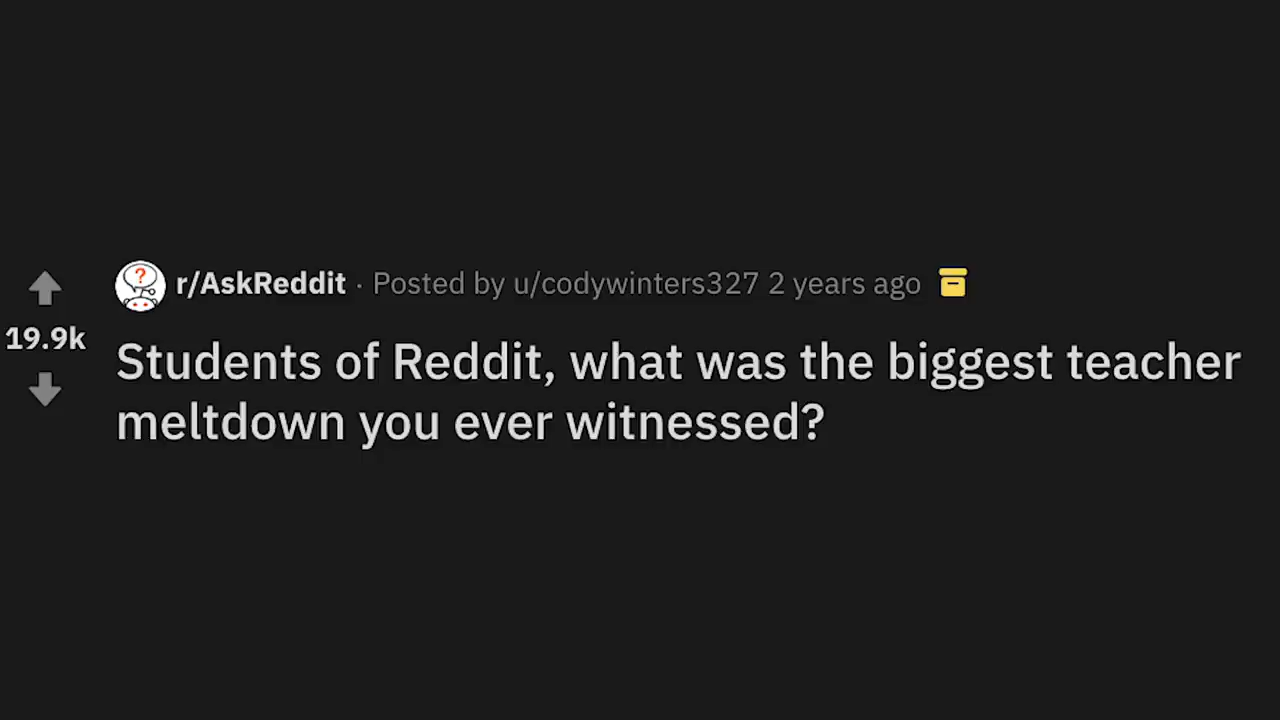 r/AskReddit · Posted by u/codywinters327 2 years ago
19.9k
Students of Reddit, what was the biggest teacher
meltdown you ever witnessed?